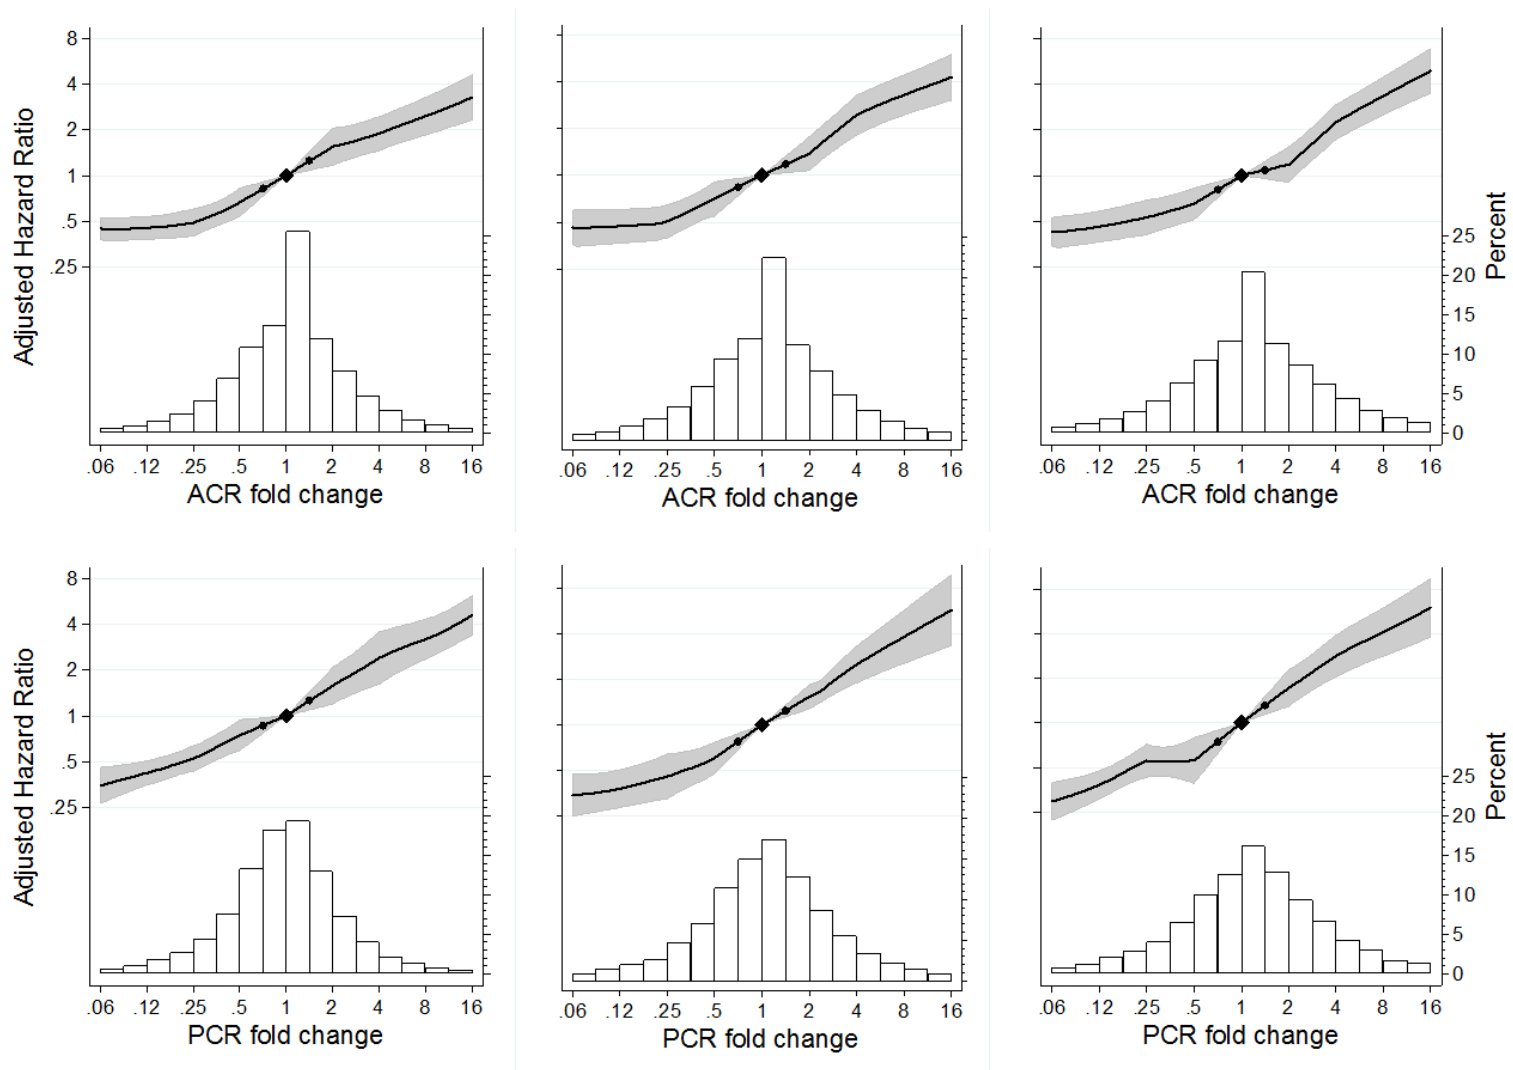 8
4
2
1
.5
.25
Adjusted Hazard Ratio
.06 .12 .25 .5 1 2 4 8 16
ACR fold change
.06 .12 .25 .5 1 2 4 8 16
ACR fold change
25
20
15
10
5
0
Percent
.06 .12 .25 .5 1 2 4 8 16
ACR fold change
8
4
2
1
.5
.25
Adjusted Hazard Ratio
.06 .12 .25 .5 1 2 4 8 16
PCR fold change
.06 .12 .25 .5 1 2 4 8 16
PCR fold change
25
20
15
10
5
0
Percent
.06 .12 .25 .5 1 2 4 8 16
PCR fold change